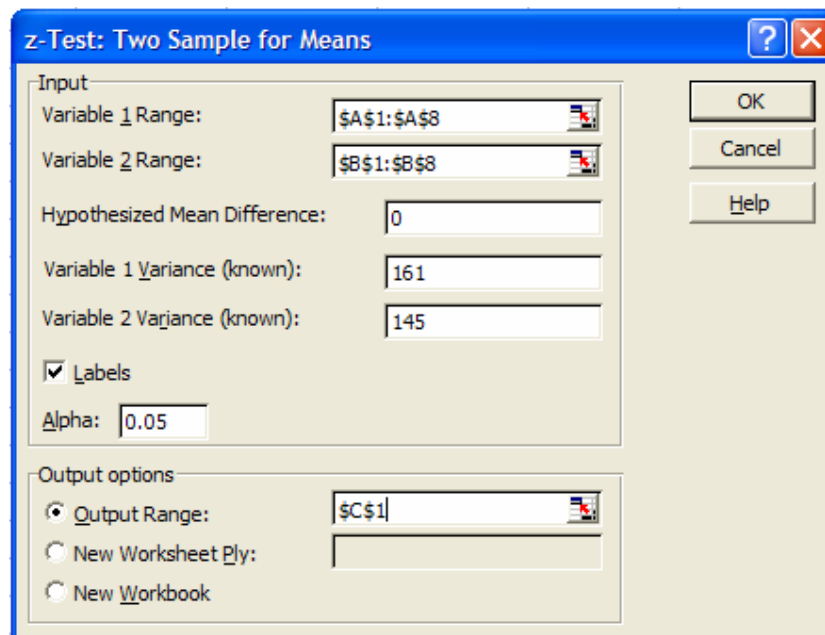 z-Test: Two Sample for Means
Input
Variable 1 Range: $A$1:$A$8
Variable 2 Range: $B$1:$B$8
Hypothesized Mean Difference: 0
Variable 1 Variance (known): 161
Variable 2 Variance (known): 145
Labels
Alpha: 0.05
OK
Cancel
Help
Output options
Output Range: $C$1
New Worksheet Ply:
New Workbook